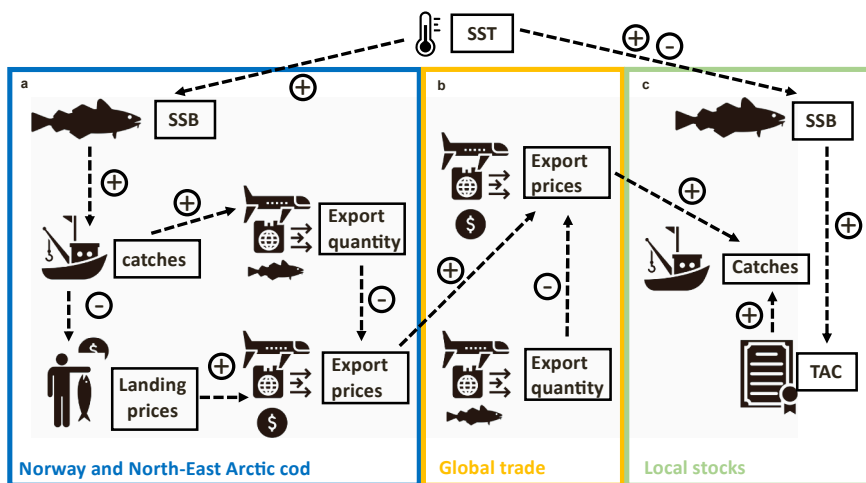 SST
+
+ -
a
b
c
SSB
SSB
+
+
Export
prices
+
$
+
Export
quantity
catches
Catches
+
-
-
+
-
+
$
Landing
prices
+
$
Export
prices
Export
quantity
TAC
Norway and North-East Arctic cod
Global trade
Local stocks